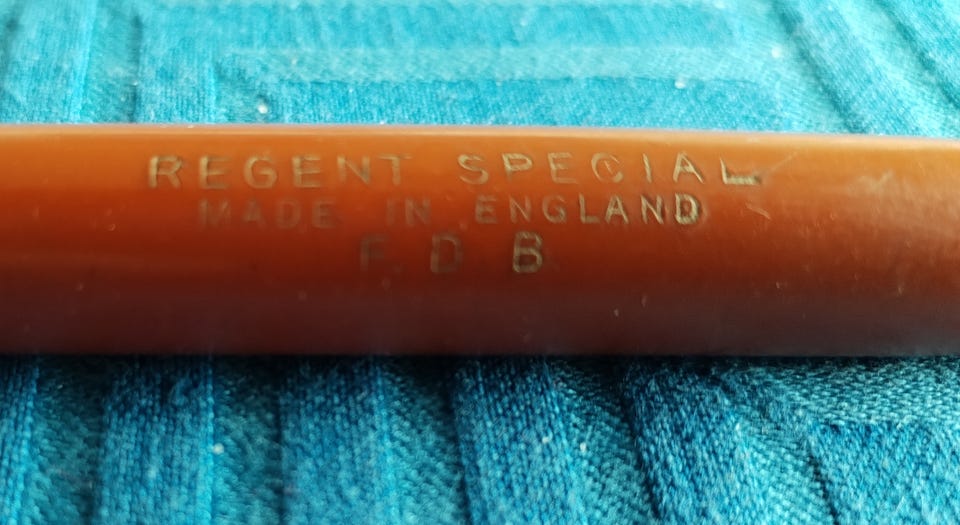 REGENT SPECIAL
MADE IN ENGLAND
F. D. B.